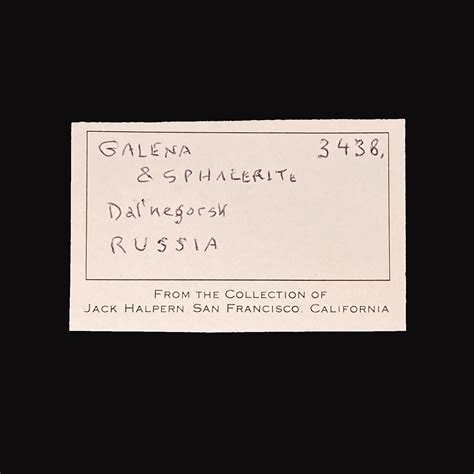 GALENA 3438,
& SPHALERITE
Dal'negorsk
RUSSIA
FROM THE COLLECTION OF
JACK HALPERN SAN FRANCISCO. CALIFORNIA